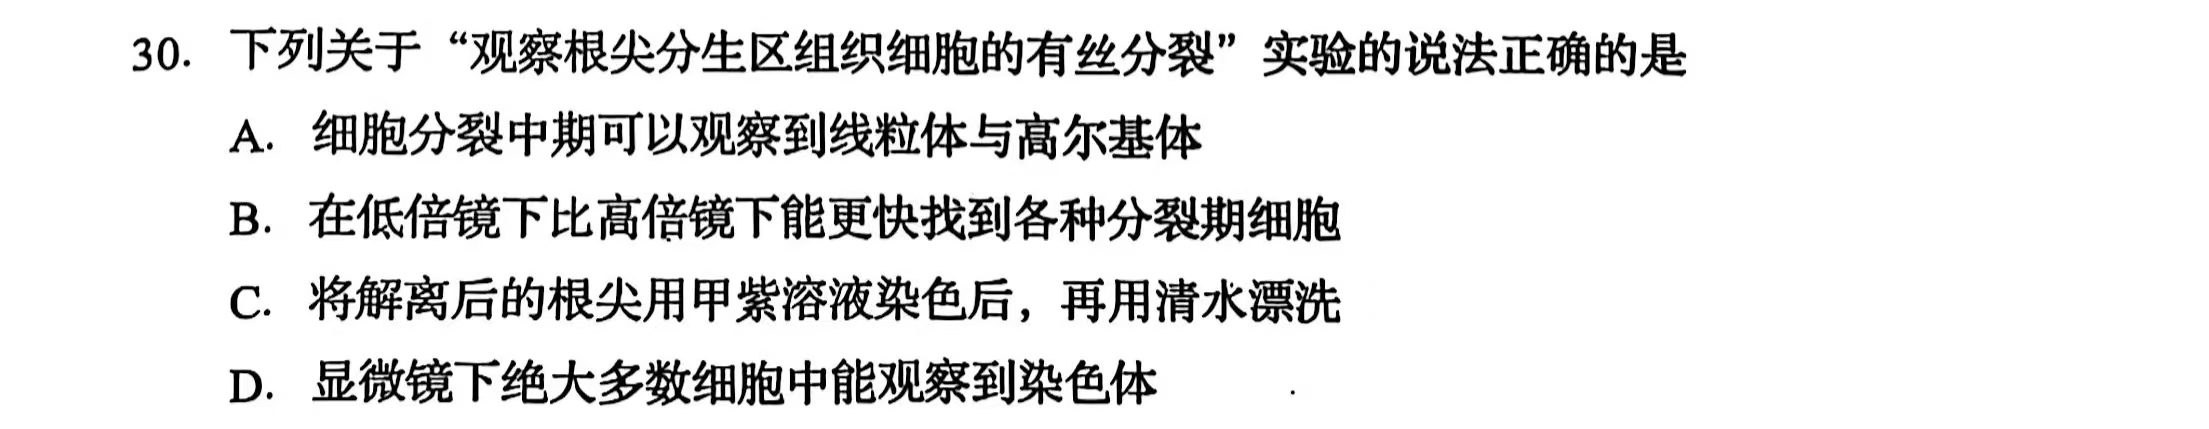 30. 下列关于“观察根尖分生区组织细胞的有丝分裂”实验的说法正确的是
A. 细胞分裂中期可以观察到线粒体与高尔基体
B. 在低倍镜下比高倍镜下能更快找到各种分裂期细胞
C. 将解离后的根尖用甲紫溶液染色后，再用清水漂洗
D. 显微镜下绝大多数细胞中能观察到染色体